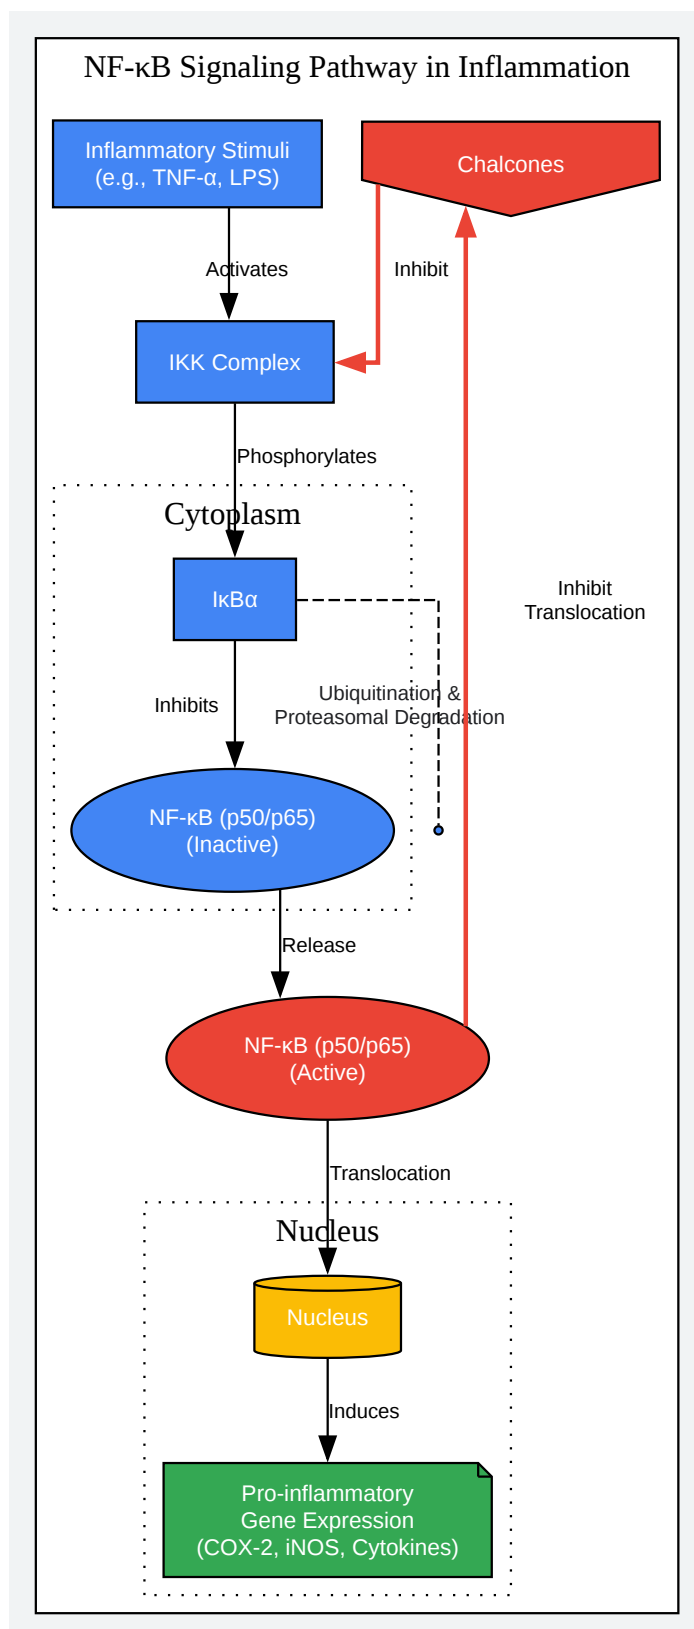 NF-κB Signaling Pathway in Inflammation
Inflammatory Stimuli
(e.g., TNF-α, LPS)
Chalcones
Activates
Inhibit
IKK Complex
Phosphorylates
Cytoplasm
IκBα
Inhibit
Translocation
Inhibits
Ubiquitination &
Proteasomal Degradation
NF-κB (p50/p65)
(Inactive)
Release
NF-κB (p50/p65)
(Active)
Translocation
Nucleus
Nucleus
Induces
Pro-inflammatory
Gene Expression
(COX-2, iNOS, Cytokines)